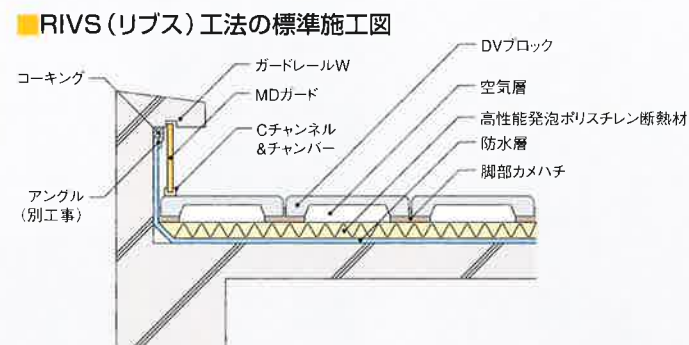 RIVS（リブス）工法の標準施工図
コーキング
ガードレールW
MDガード
Cチャンネル
&チャンバー
アングル
（別工事）
DVブロック
空気層
高性能発泡ポリスチレン断熱材
防水層
脚部カメハチ